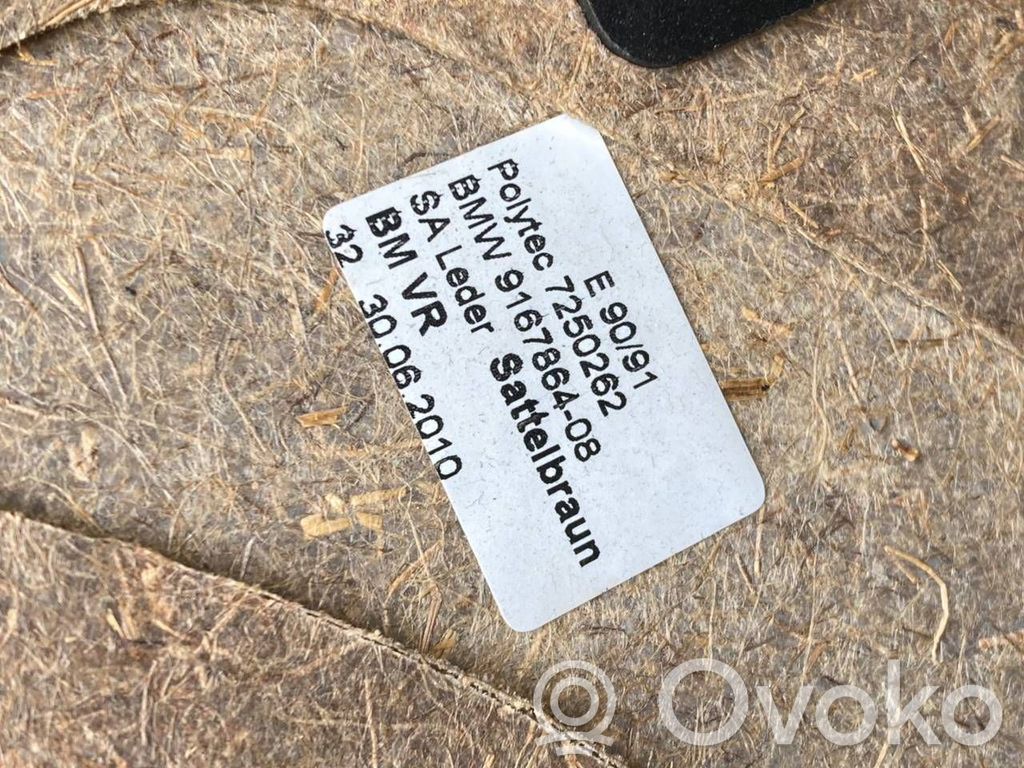 E 90/91
Polytec 7250262
BMW 9167864-08
SA Leder Sattelbraun
BM VR
32 30.06.2010
Ovoko